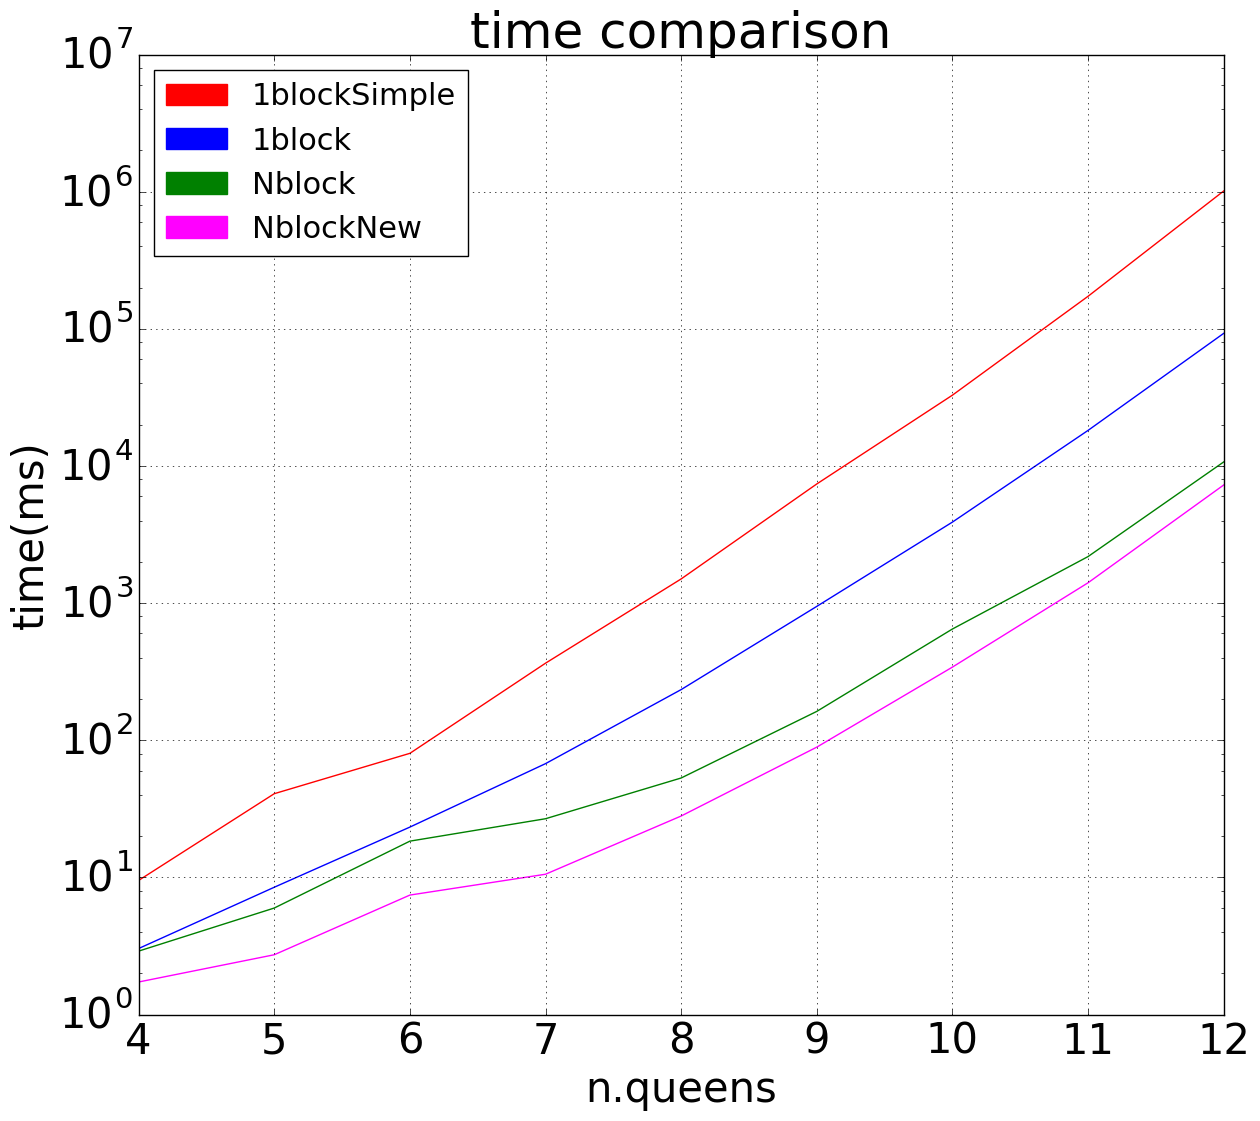 time comparison
1blockSimple
1block
Nblock
NblockNew
10^7
10^6
10^5
10^4
10^3
10^2
10^1
10^0
time(ms)
4 5 6 7 8 9 10 11 12
n.queens